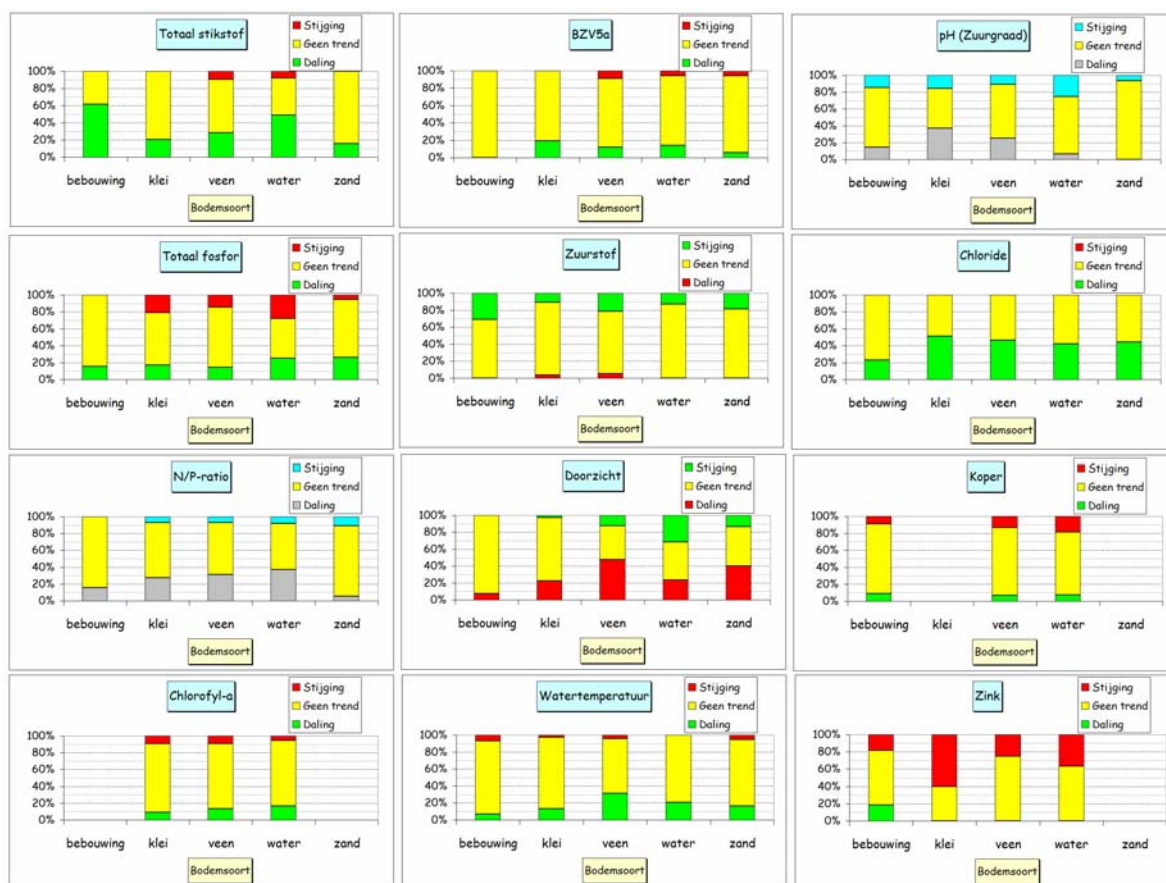 Totaal stikstof
Stijging
Geen trend
Daling
100%
80%
60%
40%
20%
0%
bebouwing klei veen water zand
Bodemsoort
BZV5a
Stijging
Geen trend
Daling
100%
80%
60%
40%
20%
0%
bebouwing klei veen water zand
Bodemsoort
pH (Zuurgraad)
Stijging
Geen trend
Daling
100%
80%
60%
40%
20%
0%
bebouwing klei veen water zand
Bodemsoort
Totaal fosfor
Stijging
Geen trend
Daling
100%
80%
60%
40%
20%
0%
bebouwing klei veen water zand
Bodemsoort
Zuurstof
Stijging
Geen trend
Daling
100%
80%
60%
40%
20%
0%
bebouwing klei veen water zand
Bodemsoort
Chloride
Stijging
Geen trend
Daling
100%
80%
60%
40%
20%
0%
bebouwing klei veen water zand
Bodemsoort
N/P-ratio
Stijging
Geen trend
Daling
100%
80%
60%
40%
20%
0%
bebouwing klei veen water zand
Bodemsoort
Doorzicht
Stijging
Geen trend
Daling
100%
80%
60%
40%
20%
0%
bebouwing klei veen water zand
Bodemsoort
Koper
Stijging
Geen trend
Daling
100%
80%
60%
40%
20%
0%
bebouwing klei veen water zand
Bodemsoort
Chlorofyl-a
Stijging
Geen trend
Daling
100%
80%
60%
40%
20%
0%
bebouwing klei veen water zand
Bodemsoort
Watertemperatuur
Stijging
Geen trend
Daling
100%
80%
60%
40%
20%
0%
bebouwing klei veen water zand
Bodemsoort
Zink
Stijging
Geen trend
Daling
100%
80%
60%
40%
20%
0%
bebouwing klei veen water zand
Bodemsoort